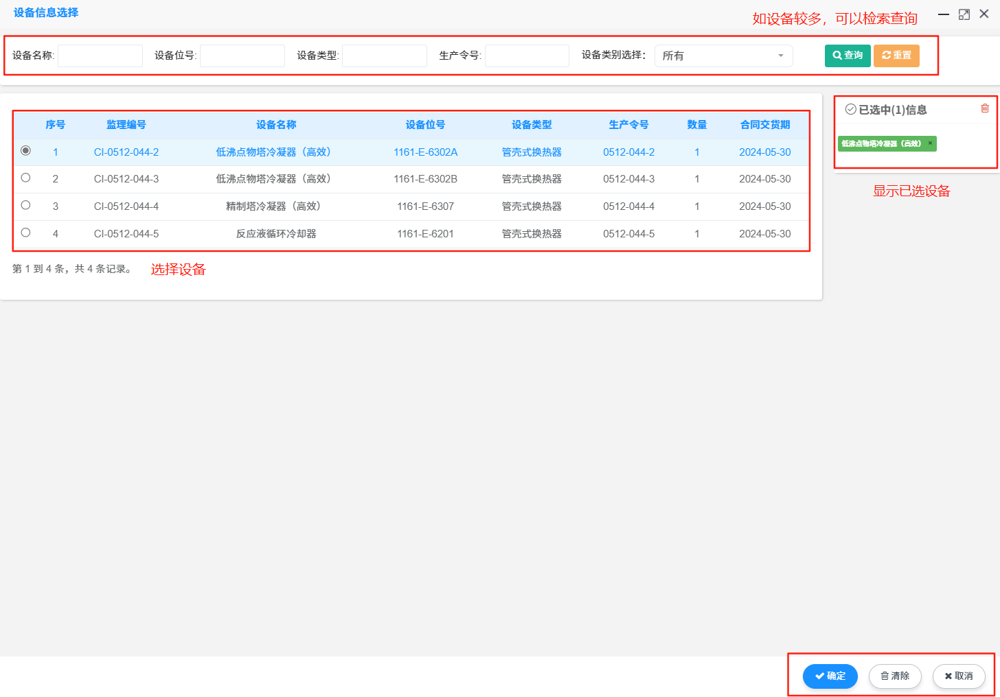 设备信息选择
如设备较多，可以检索查询
设备名称: 设备位号: 设备类型: 生产令号: 设备类别选择： 所有 查询 重置
已选中(1)信息
低沸点物塔冷凝器（高效） ×
显示已选设备
序号 监理编号 设备名称 设备位号 设备类型 生产令号 数量 合同交货期
1 CI-0512-044-2 低沸点物塔冷凝器（高效） 1161-E-6302A 管壳式换热器 0512-044-2 1 2024-05-30
2 CI-0512-044-3 低沸点物塔冷凝器（高效） 1161-E-6302B 管壳式换热器 0512-044-3 1 2024-05-30
3 CI-0512-044-4 精制塔冷凝器（高效） 1161-E-6307 管壳式换热器 0512-044-4 1 2024-05-30
4 CI-0512-044-5 反应液循环冷却器 1161-E-6201 管壳式换热器 0512-044-5 1 2024-05-30
第 1 到 4 条，共 4 条记录。 选择设备
确定 清除 取消